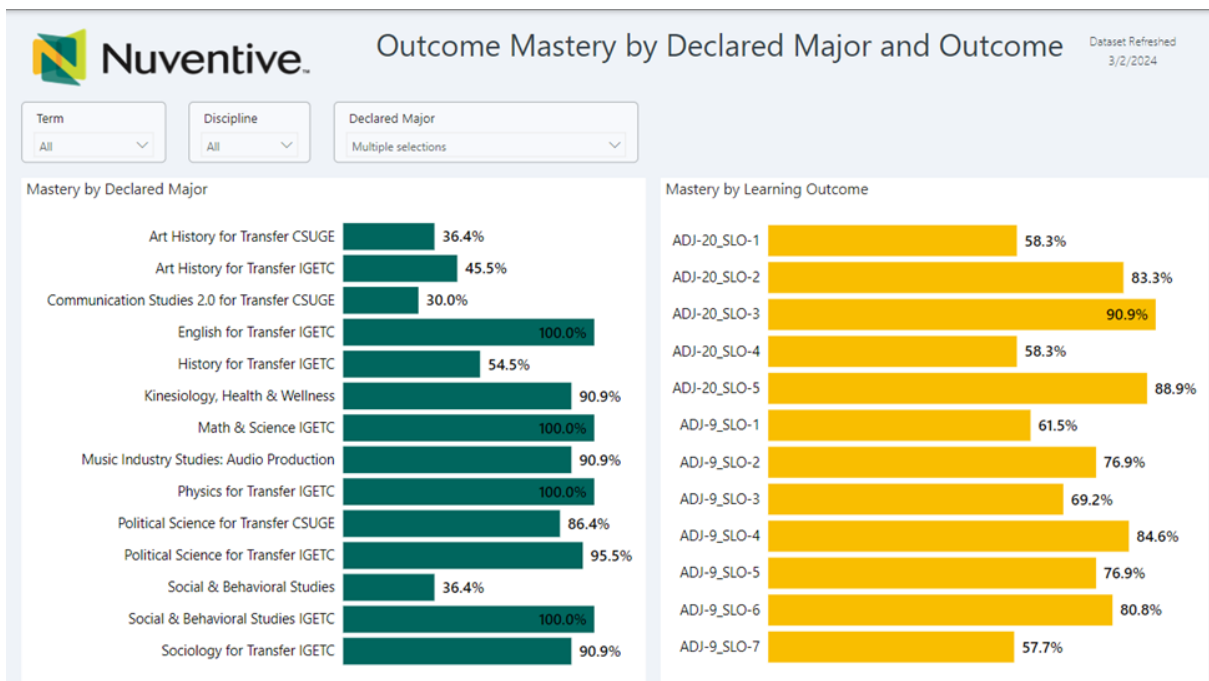 Nuventive™
Outcome Mastery by Declared Major and Outcome
Dataset Refreshed
3/2/2024
Term
All
Discipline
All
Declared Major
Multiple selections
Mastery by Declared Major
Art History for Transfer CSUGE 36.4%
Art History for Transfer IGETC 45.5%
Communication Studies 2.0 for Transfer CSUGE 30.0%
English for Transfer IGETC 100.0%
History for Transfer IGETC 54.5%
Kinesiology, Health & Wellness 90.9%
Math & Science IGETC 100.0%
Music Industry Studies: Audio Production 90.9%
Physics for Transfer IGETC 100.0%
Political Science for Transfer CSUGE 86.4%
Political Science for Transfer IGETC 95.5%
Social & Behavioral Studies 36.4%
Social & Behavioral Studies IGETC 100.0%
Sociology for Transfer IGETC 90.9%
Mastery by Learning Outcome
ADJ-20_SLO-1 58.3%
ADJ-20_SLO-2 83.3%
ADJ-20_SLO-3 90.9%
ADJ-20_SLO-4 58.3%
ADJ-20_SLO-5 88.9%
ADJ-9_SLO-1 61.5%
ADJ-9_SLO-2 76.9%
ADJ-9_SLO-3 69.2%
ADJ-9_SLO-4 84.6%
ADJ-9_SLO-5 76.9%
ADJ-9_SLO-6 80.8%
ADJ-9_SLO-7 57.7%